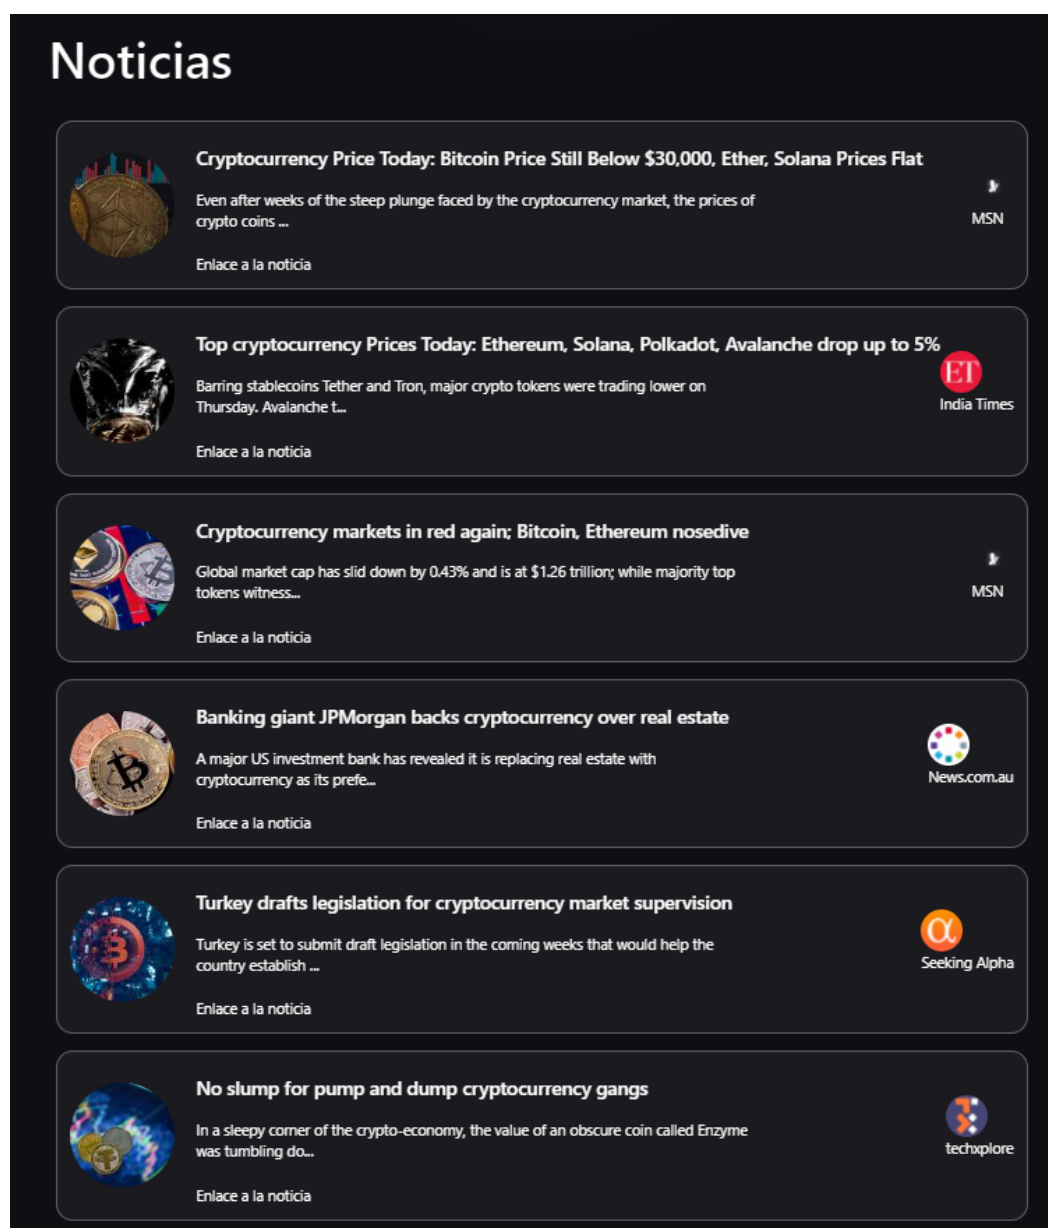 Noticias
Cryptocurrency Price Today: Bitcoin Price Still Below $30,000, Ether, Solana Prices Flat
Even after weeks of the steep plunge faced by the cryptocurrency market, the prices of
crypto coins ...
Enlace a la noticia
MSN
Top cryptocurrency Prices Today: Ethereum, Solana, Polkadot, Avalanche drop up to 5%
Barring stablecoins Tether and Tron, major crypto tokens were trading lower on
Thursday. Avalanche t...
Enlace a la noticia
ET
India Times
Cryptocurrency markets in red again; Bitcoin, Ethereum nosedive
Global market cap has slid down by 0.43% and is at $1.26 trillion; while majority top
tokens witness...
Enlace a la noticia
MSN
Banking giant JPMorgan backs cryptocurrency over real estate
A major US investment bank has revealed it is replacing real estate with
cryptocurrency as its prefe...
Enlace a la noticia
News.com.au
Turkey drafts legislation for cryptocurrency market supervision
Turkey is set to submit draft legislation in the coming weeks that would help the
country establish ...
Enlace a la noticia
α
Seeking Alpha
No slump for pump and dump cryptocurrency gangs
In a sleepy corner of the crypto-economy, the value of an obscure coin called Enzyme
was tumbling do...
Enlace a la noticia
techxplore